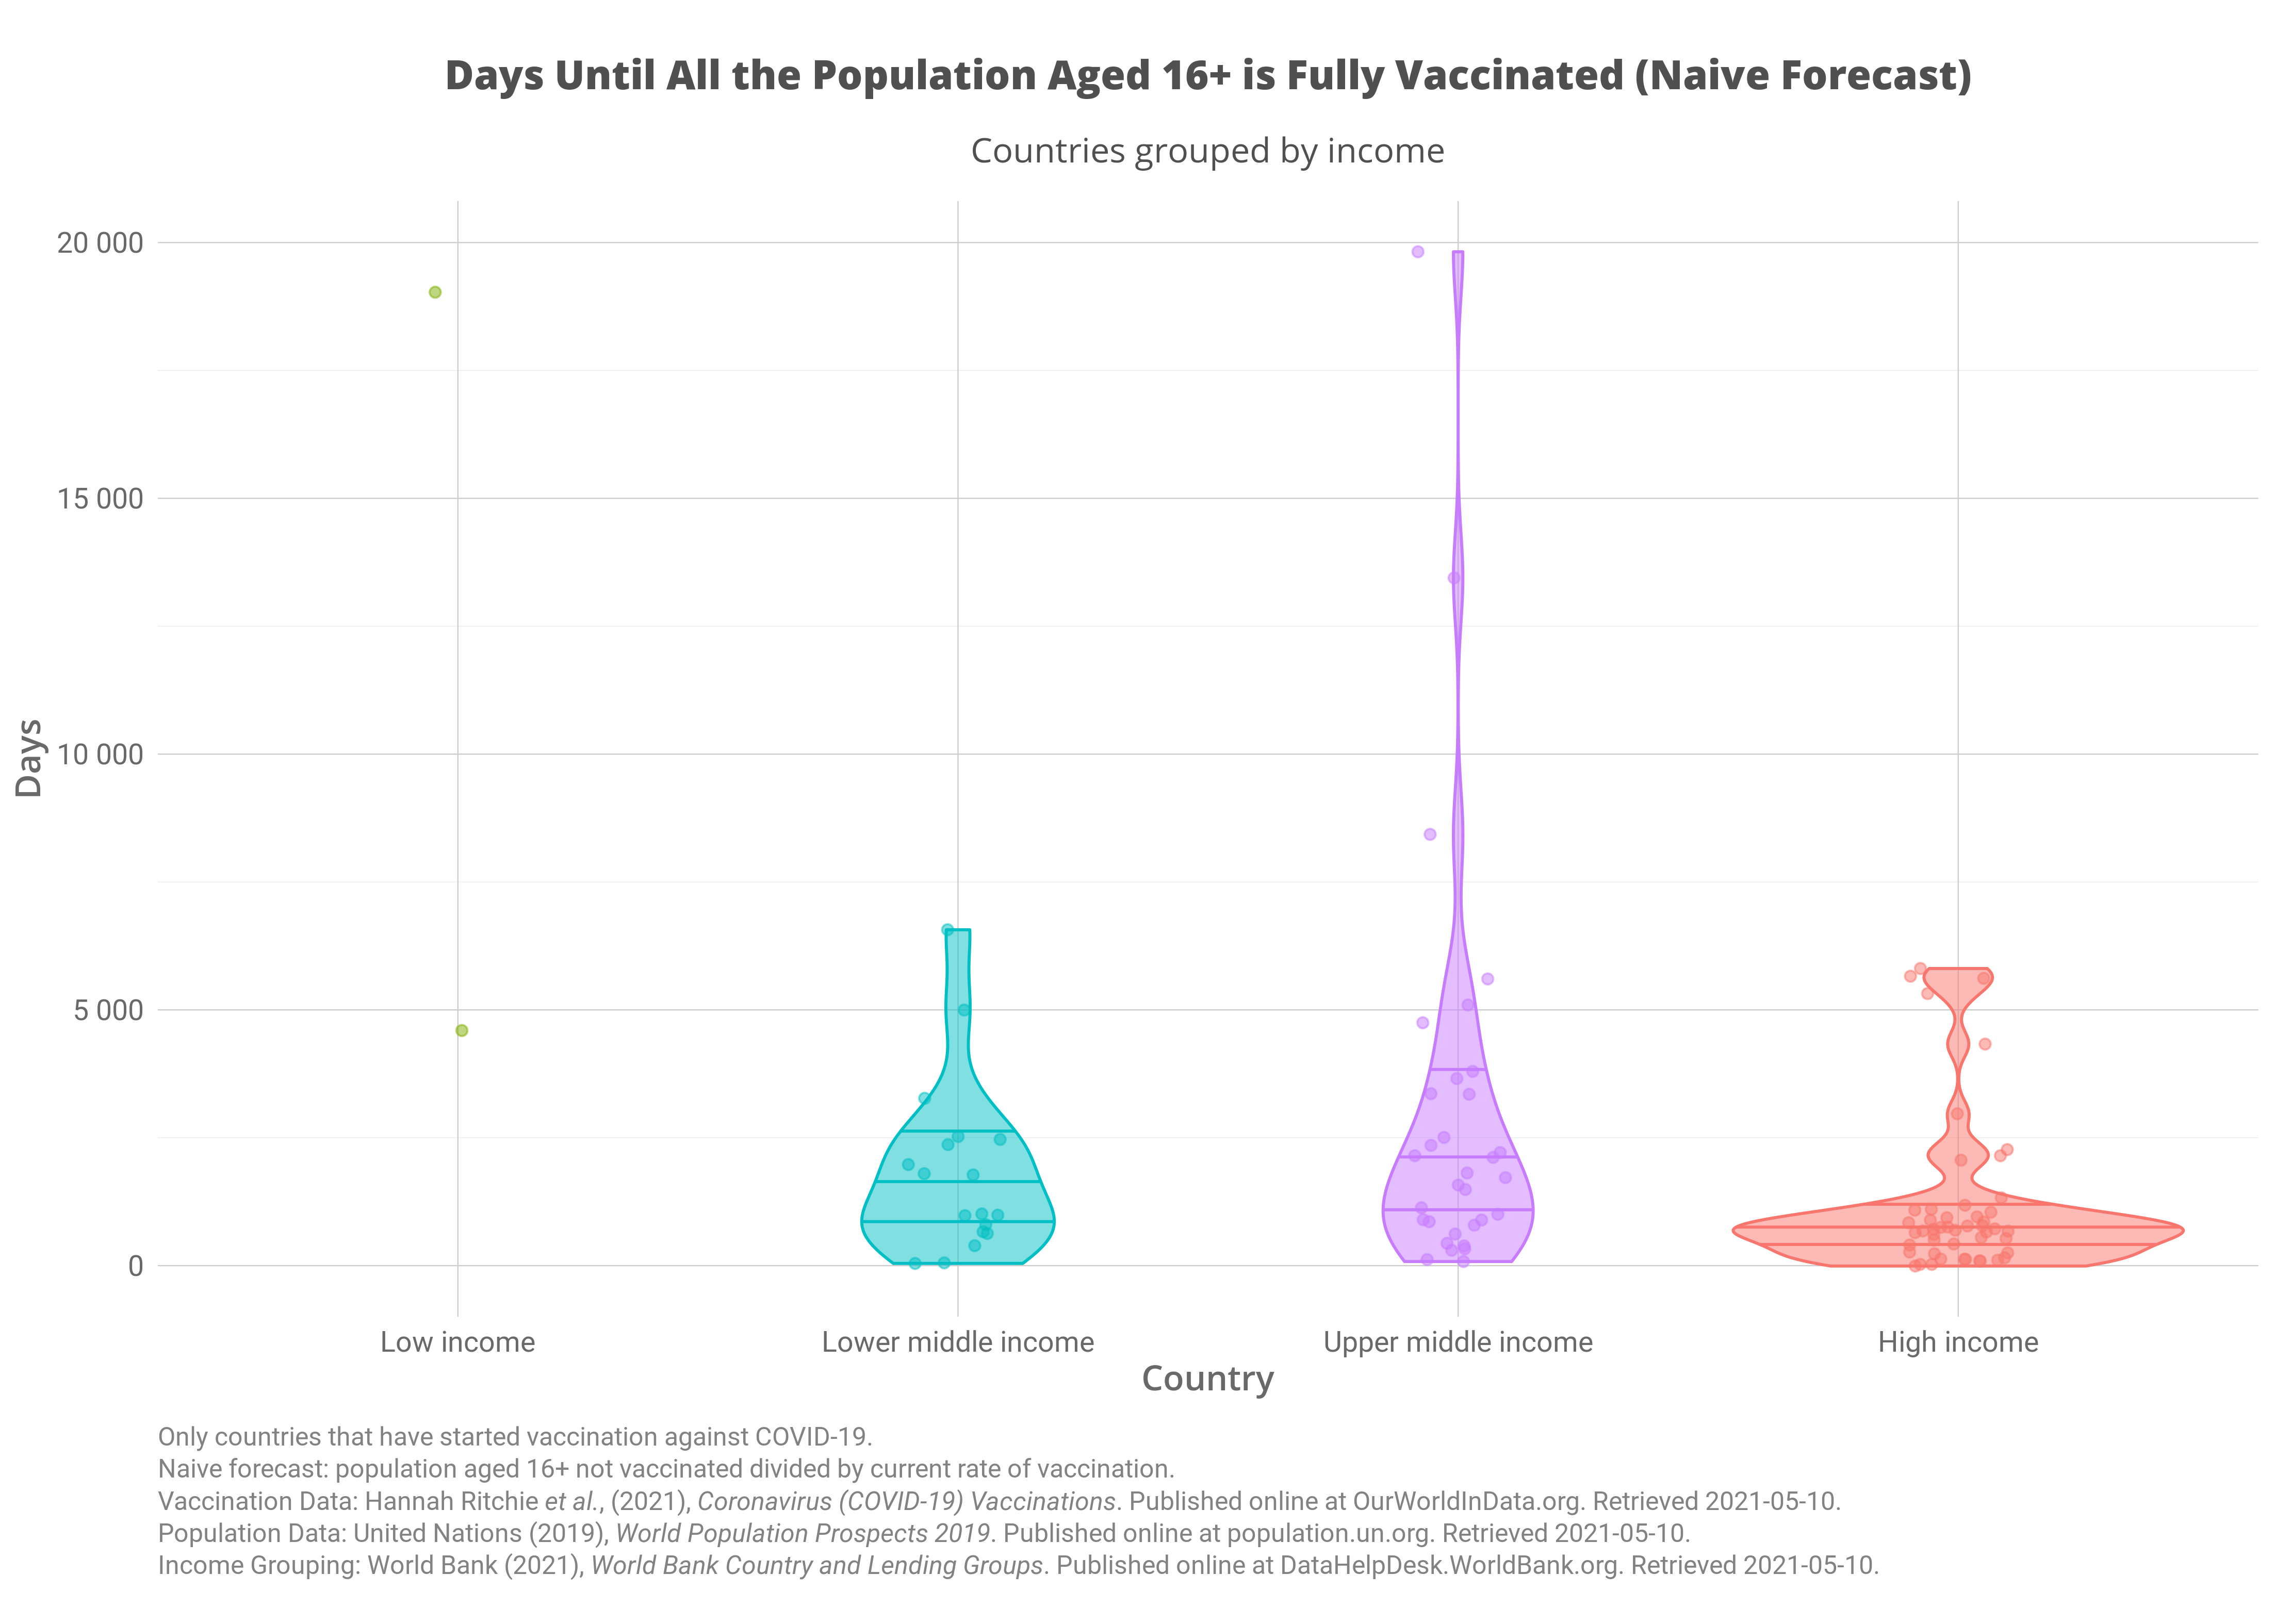 Days Until All the Population Aged 16+ is Fully Vaccinated (Naive Forecast)
Countries grouped by income
20 000
15 000
10 000
5 000
0
Days
Low income
Lower middle income
Upper middle income
High income
Country
Only countries that have started vaccination against COVID-19.
Naive forecast: population aged 16+ not vaccinated divided by current rate of vaccination.
Vaccination Data: Hannah Ritchie et al., (2021), Coronavirus (COVID-19) Vaccinations. Published online at OurWorldInData.org. Retrieved 2021-05-10.
Population Data: United Nations (2019), World Population Prospects 2019. Published online at population.un.org. Retrieved 2021-05-10.
Income Grouping: World Bank (2021), World Bank Country and Lending Groups. Published online at DataHelpDesk.WorldBank.org. Retrieved 2021-05-10.